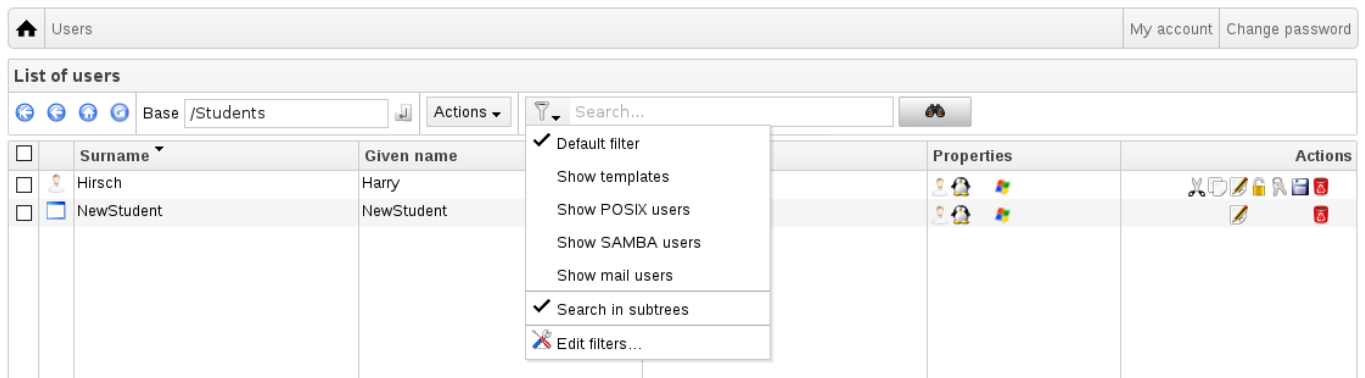 Users My account Change password
List of users
Base /Students Actions Search...
Surname Given name Properties Actions
Hirsch Harry
NewStudent NewStudent
Default filter
Show templates
Show POSIX users
Show SAMBA users
Show mail users
Search in subtrees
Edit filters...